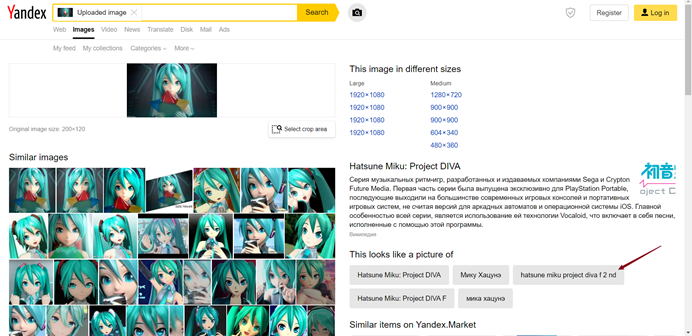 Yandex
Uploaded image
Search
Register
Log in
Web Images Video News Translate Disk Mail Ads
My feed My collections Categories More
This image in different sizes
Large Medium
1920×1080 1280×720
1920×1080 900×900
1920×1080 900×900
1920×1080 604×340
480×360
Original image size: 200×120
Select crop area
Similar images
Hatsune Miku: Project DIVA
Серия музыкальных ритм-игр, разработанных и издаваемых компаниями Sega и Crypton
Future Media. Первая часть серии была выпущена эксклюзивно для PlayStation Portable,
последующие выходили на большинстве современных игровых консолей и портативных
игровых систем, не считая версий для аркадных автоматов и операционной системы iOS. Главной
особенностью всей серии, является использование ей технологии Vocaloid, что включает в себя песни,
исполненные с помощью этой программы.
Википедия
初音
This looks like a picture of
Hatsune Miku: Project DIVA
Мику Хацунэ
hatsune miku project diva f 2 nd
Hatsune Miku: Project DIVA F
мика хацунэ
Similar items on Yandex.Market